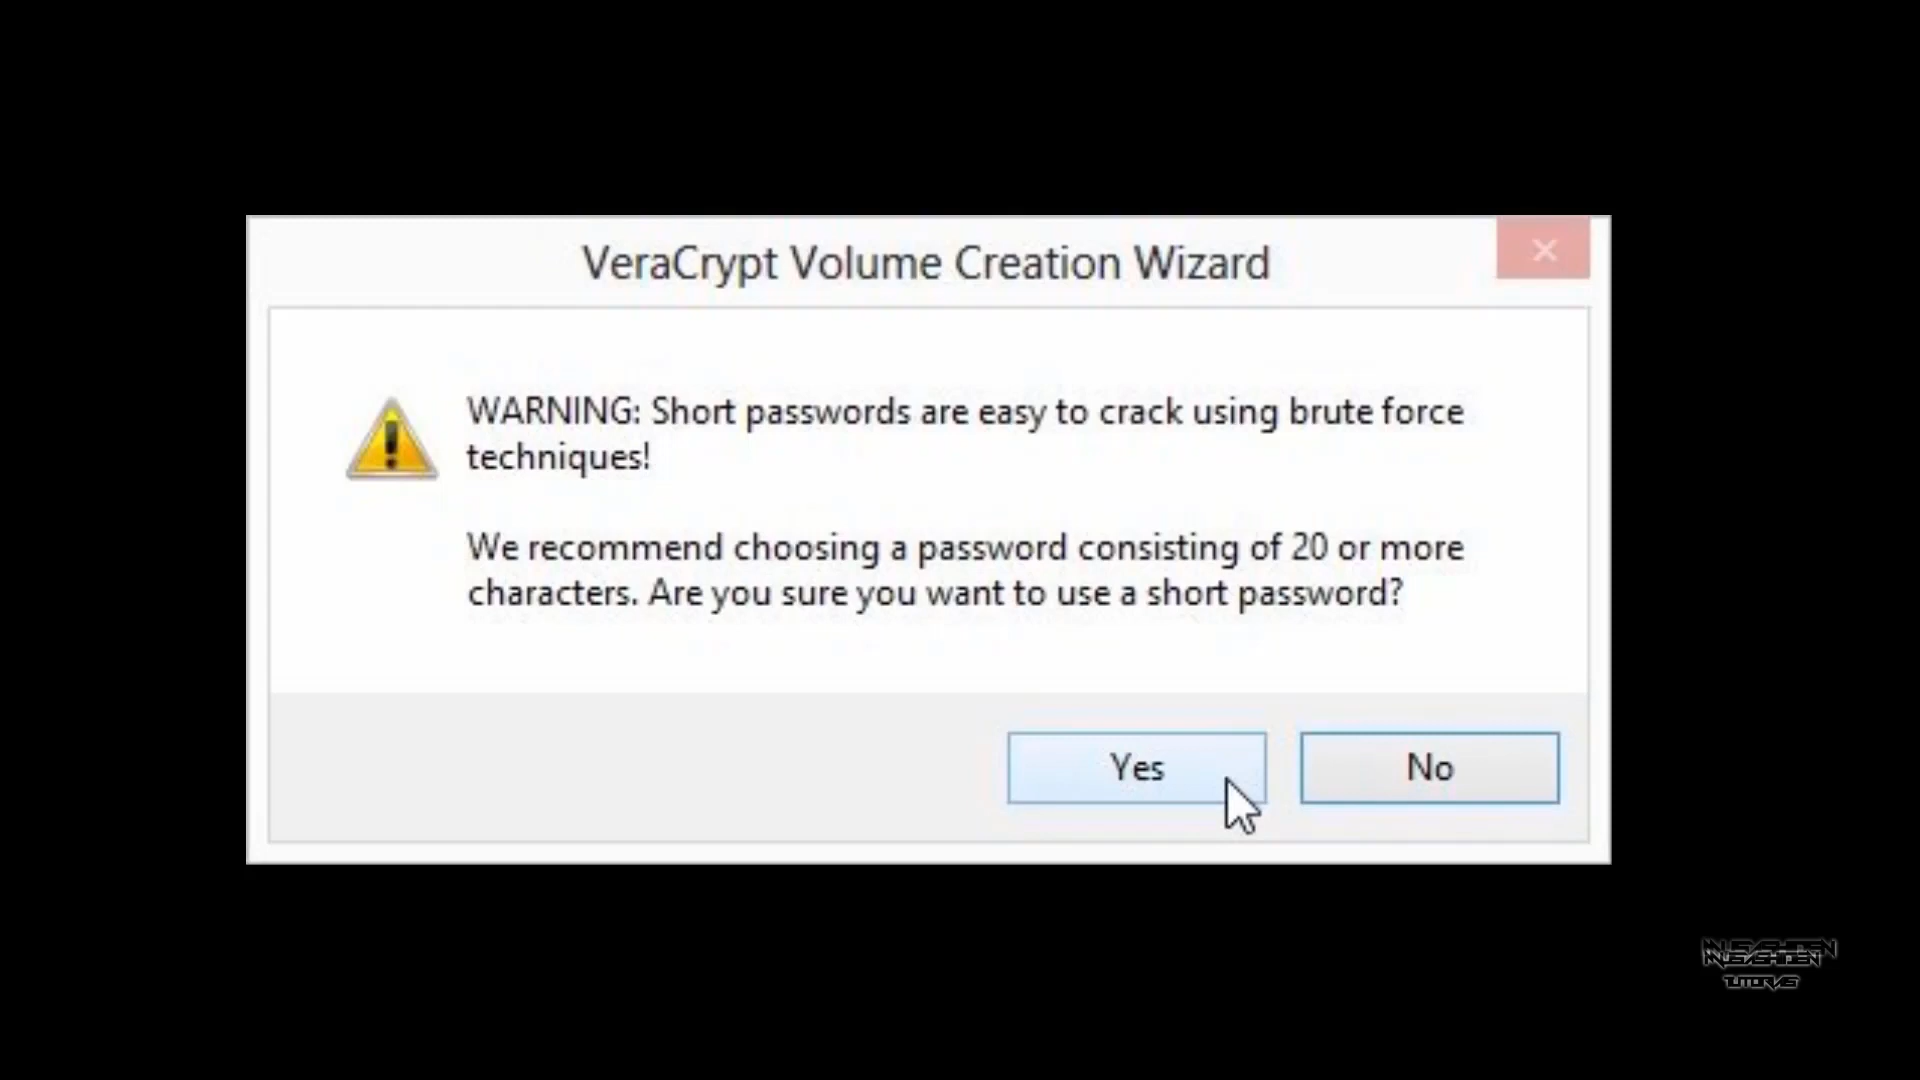 VeraCrypt Volume Creation Wizard
WARNING: Short passwords are easy to crack using brute force
techniques!
We recommend choosing a password consisting of 20 or more
characters. Are you sure you want to use a short password?
Yes
No